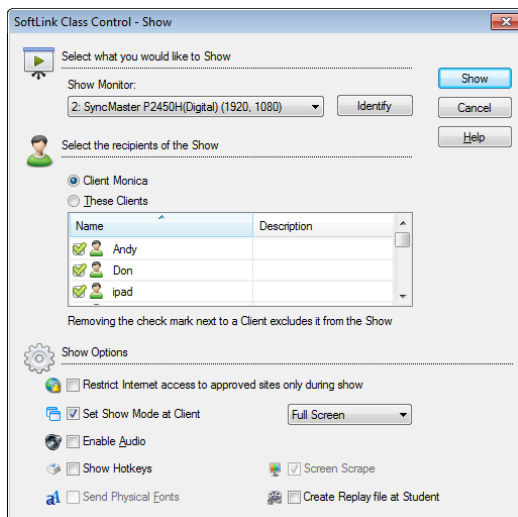 SoftLink Class Control - Show
Select what you would like to Show
Show Monitor:
2: SyncMaster P2450H(Digital) (1920, 1080)
Identify
Show
Cancel
Help
Select the recipients of the Show
Client Monica
These Clients
Name Description
Andy
Don
ipad
Removing the check mark next to a Client excludes it from the Show
Show Options
Restrict Internet access to approved sites only during show
Set Show Mode at Client Full Screen
Enable Audio
Show Hotkeys Screen Scrape
Send Physical Fonts Create Replay file at Student